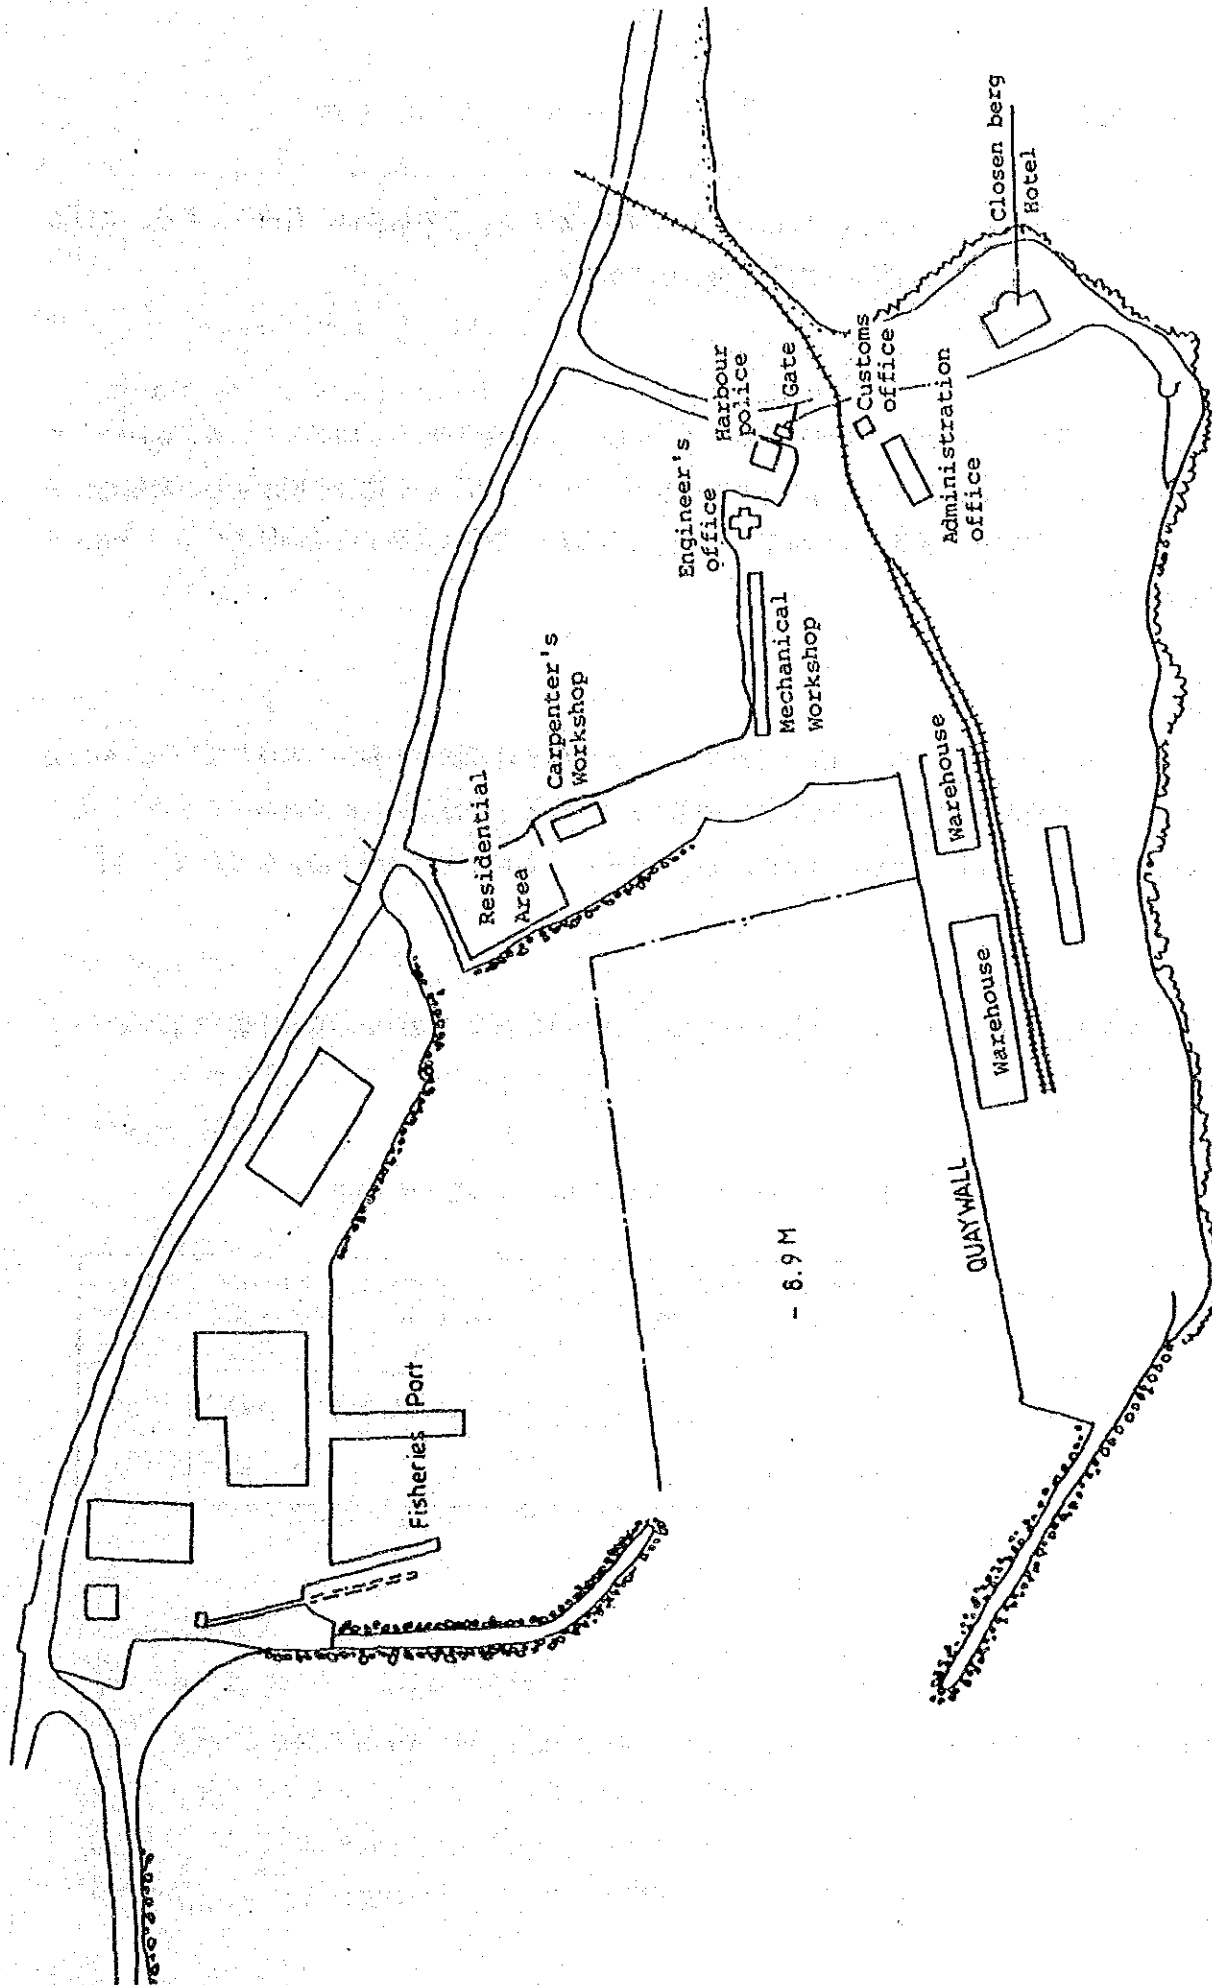 Closen berg
Hotel
Customs
office
Administration
office
Gate
Harbour
police
Engineer's
office
Mechanical
Workshop
Carpenter's
Workshop
Residential
Area
Warehouse
Warehouse
QUAYWALL
- 8.9 M
Fisheries Port